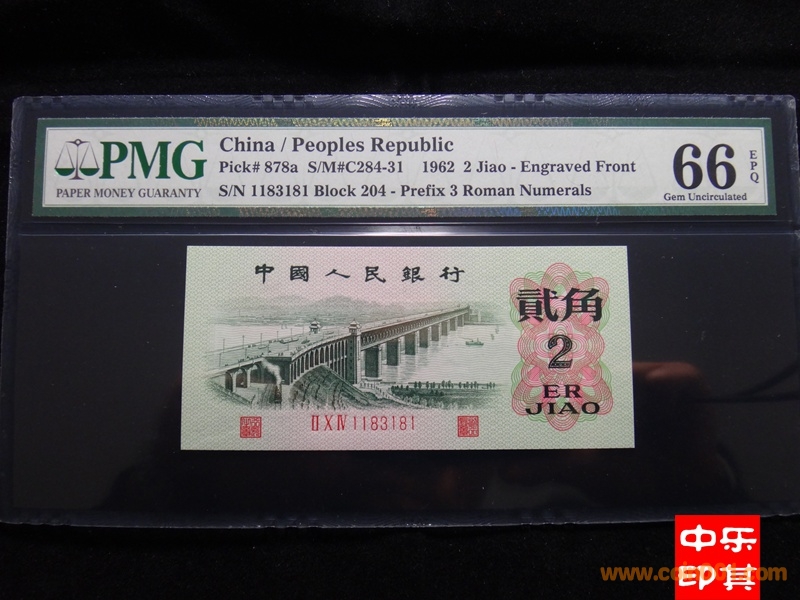 PMG
PAPER MONEY GUARANTY
China / Peoples Republic
Pick# 878a S/M#C284-31 1962 2 Jiao - Engraved Front
S/N 1183181 Block 204 - Prefix 3 Roman Numerals
66
EPQ
Gem Uncirculated
中國人民銀行
貳角
2
ER
JIAO
ⅡⅩⅣ1183181
中乐
印其